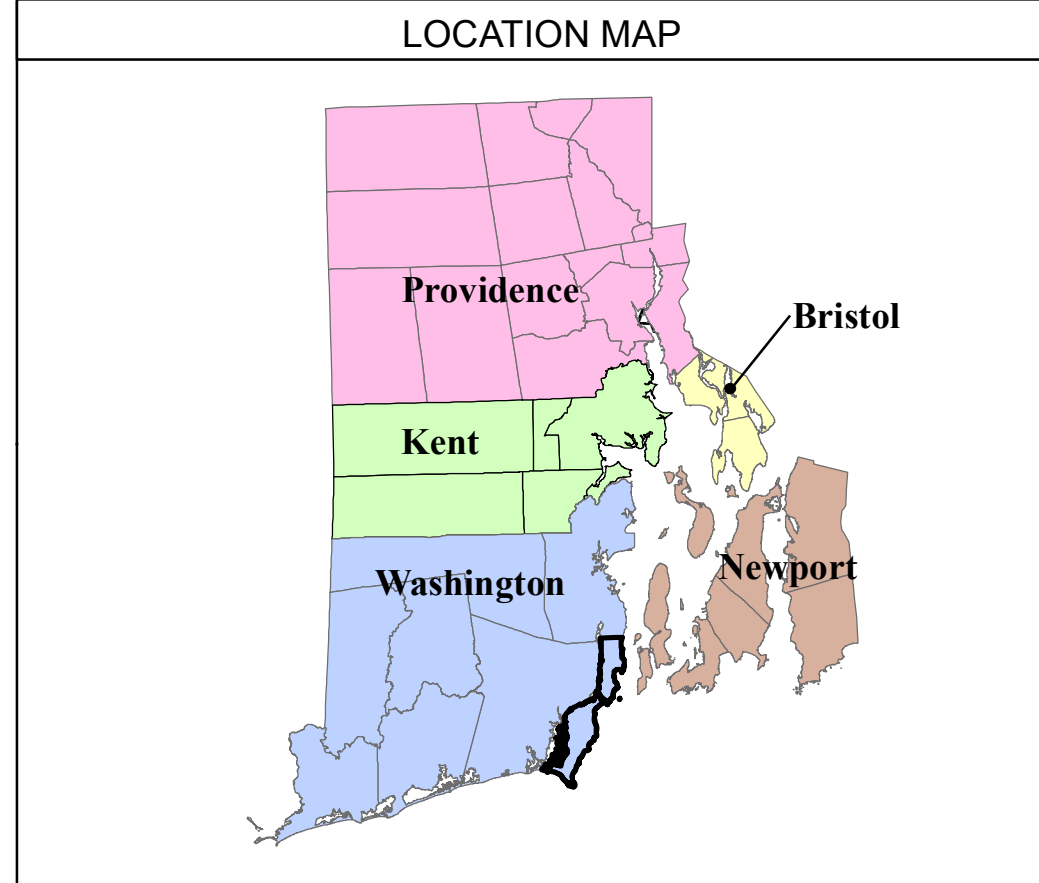 LOCATION MAP
Providence
Bristol
Kent
Newport
Washington